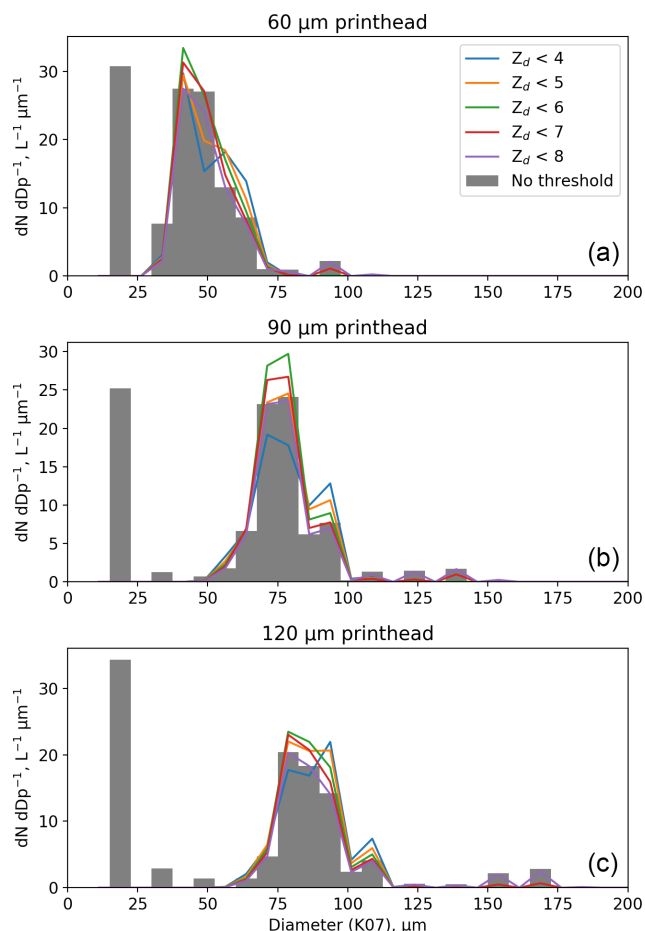 60 µm printhead
dN dDp⁻¹, L⁻¹ µm⁻¹
30
20
10
0
Z_d < 4
Z_d < 5
Z_d < 6
Z_d < 7
Z_d < 8
No threshold
(a)
0 25 50 75 100 125 150 175 200
90 µm printhead
dN dDp⁻¹, L⁻¹ µm⁻¹
30
25
20
15
10
5
0
(b)
0 25 50 75 100 125 150 175 200
120 µm printhead
dN dDp⁻¹, L⁻¹ µm⁻¹
30
20
10
0
(c)
0 25 50 75 100 125 150 175 200
Diameter (K07), µm